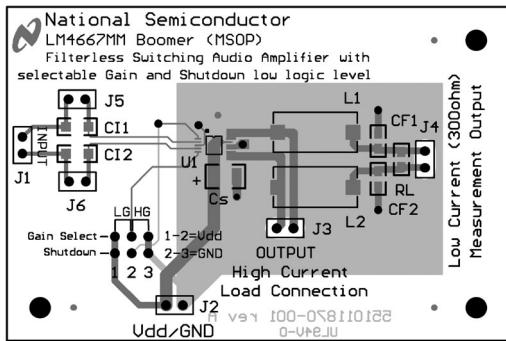 National Semiconductor
LM4667MM Boomer (MSOP)
Filterless Switching Audio Amplifier with
selectable Gain and Shutdown low logic level
J5
L1
CF1
J4
INPUT
CI1
CI2
J1
U1
+
Cs
J6
L2
RL
CF2
LG HG
J3
OUTPUT
Gain Select
1-2=Vdd
Shutdown
2-3=GND
1 2 3
High Current
Load Connection
J2
Vdd/GND
551011870-001 rev A
UL94V-0
Low Current (300ohm)
Measurement Output